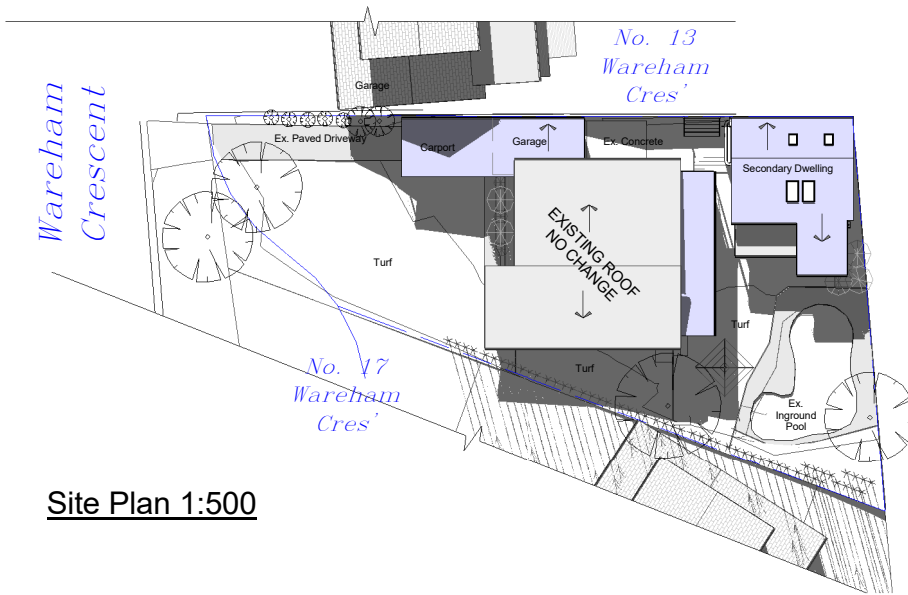 No. 13
Wareham
Cres'
Wareham
Crescent
Garage
Ex. Paved Driveway
Carport
Garage
Ex. Concrete
Secondary Dwelling
EXISTING ROOF
NO CHANGE
Turf
Turf
Turf
No. 17
Wareham
Cres'
Ex.
Inground
Pool
Site Plan 1:500